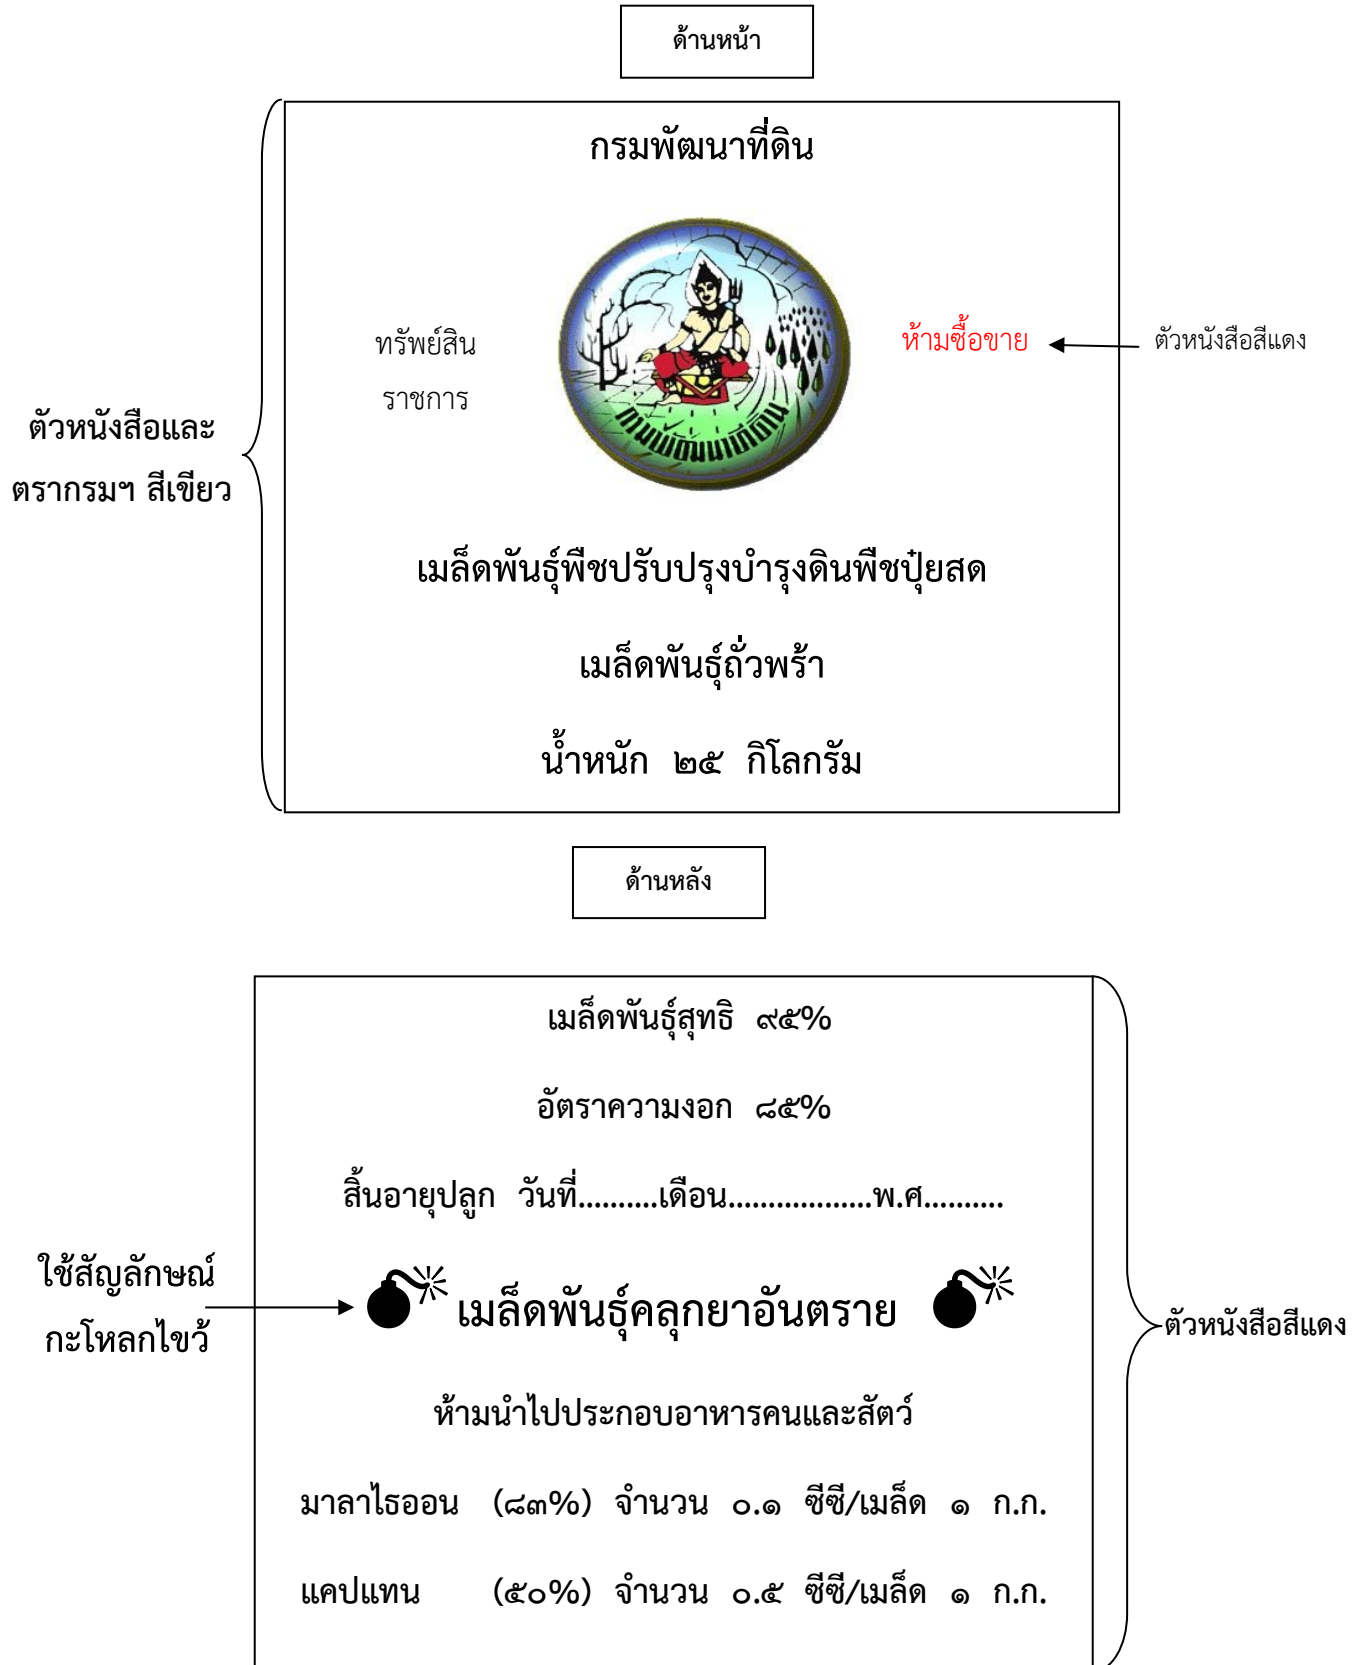 ด้านหน้า
กรมพัฒนาที่ดิน
ทรัพย์สิน
ราชการ
ห้ามซื้อขาย
ตัวหนังสือสีแดง
กรมพัฒนาที่ดิน
ตัวหนังสือและ
ตรากรมฯ สีเขียว
เมล็ดพันธุ์พืชปรับปรุงบำรุงดินพืชปุ๋ยสด
เมล็ดพันธุ์ถั่วพร้า
น้ำหนัก ๒๕ กิโลกรัม
ด้านหลัง
เมล็ดพันธุ์สุทธิ ๙๕%
อัตราความงอก ๘๕%
สิ้นอายุปลูก วันที่..........เดือน..................พ.ศ..........
ใช้สัญลักษณ์
กะโหลกไขว้
เมล็ดพันธุ์คลุกยาอันตราย
ตัวหนังสือสีแดง
ห้ามนำไปประกอบอาหารคนและสัตว์
มาลาไธออน (๘๓%) จำนวน ๐.๑ ซีซี/เมล็ด ๑ ก.ก.
แคปแทน (๕๐%) จำนวน ๐.๕ ซีซี/เมล็ด ๑ ก.ก.